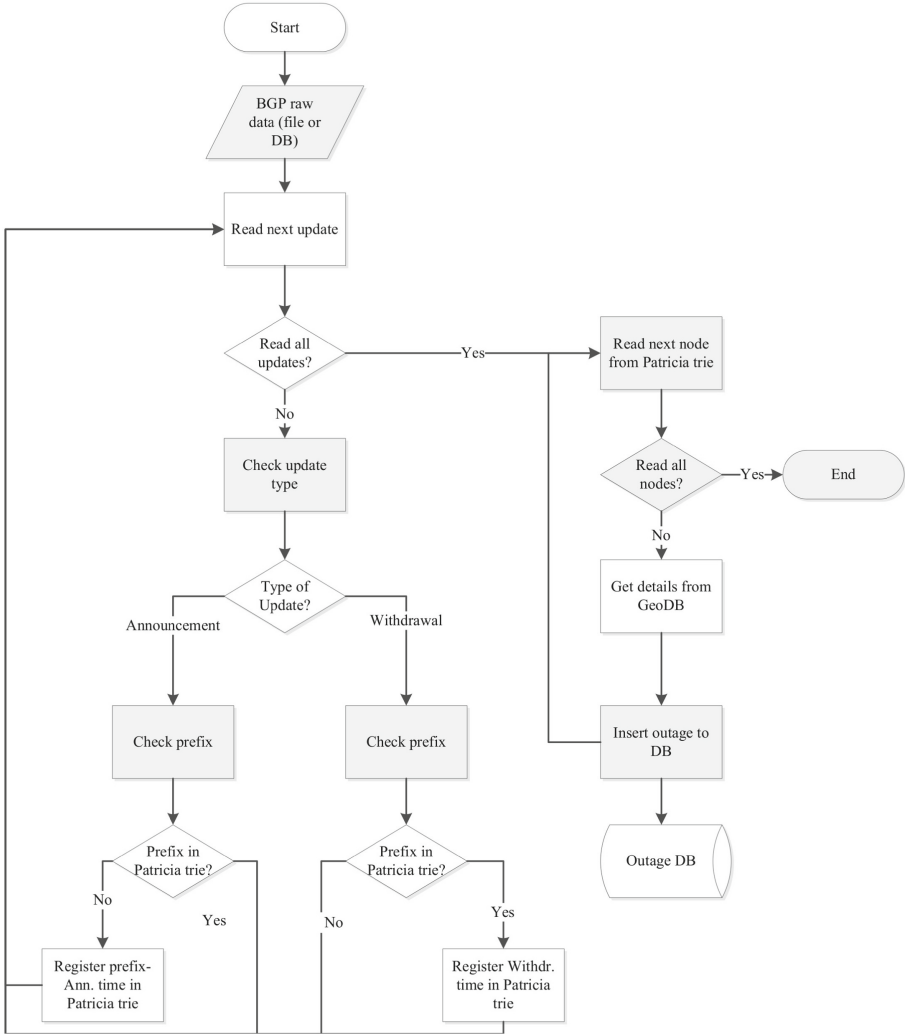 Start
BGP raw
data (file or
DB)
Read next update
Read all
updates?
Yes
Read next node
from Patricia trie
No
Check update
type
Read all
nodes?
Yes
End
No
Type of
Update?
Get details from
GeoDB
Announcement
Withdrawal
Check prefix
Check prefix
Insert outage to
DB
Prefix in
Patricia trie?
Prefix in
Patricia trie?
Outage DB
No
Yes
No
Yes
Register prefix-
Ann. time in
Patricia trie
Register Withdr.
time in Patricia
trie